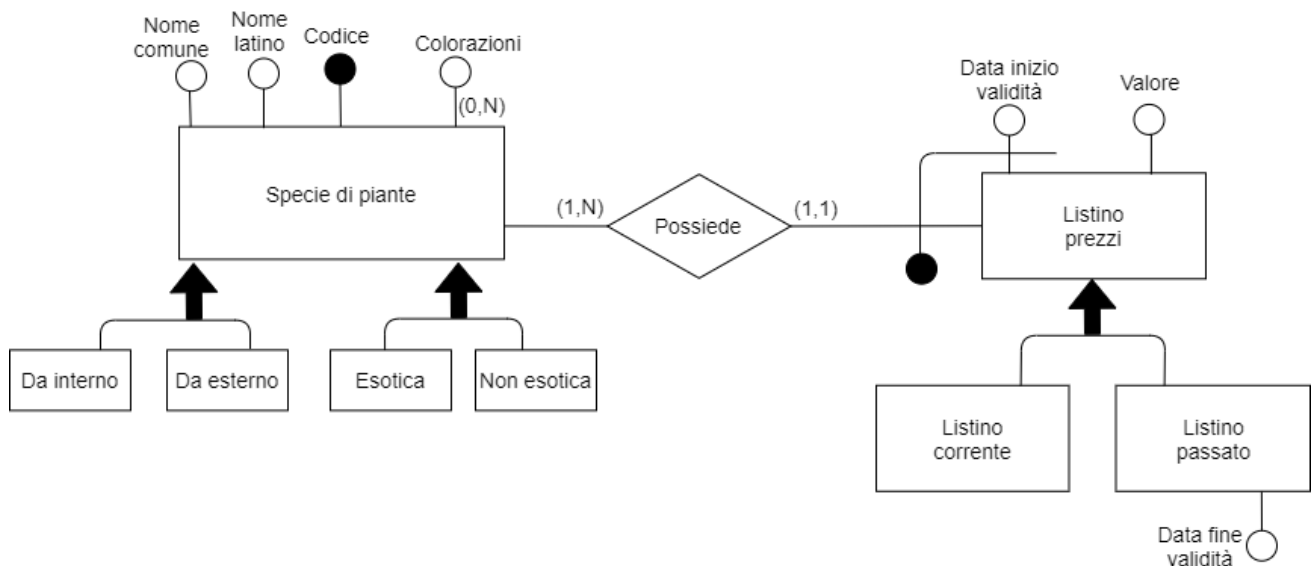 Nome
comune
Nome
latino
Codice
Colorazioni
(0,N)
Data inizio
validità
Valore
Specie di piante
(1,N)
Possiede
(1,1)
Listino
prezzi
Da interno
Da esterno
Esotica
Non esotica
Listino
corrente
Listino
passato
Data fine
validità